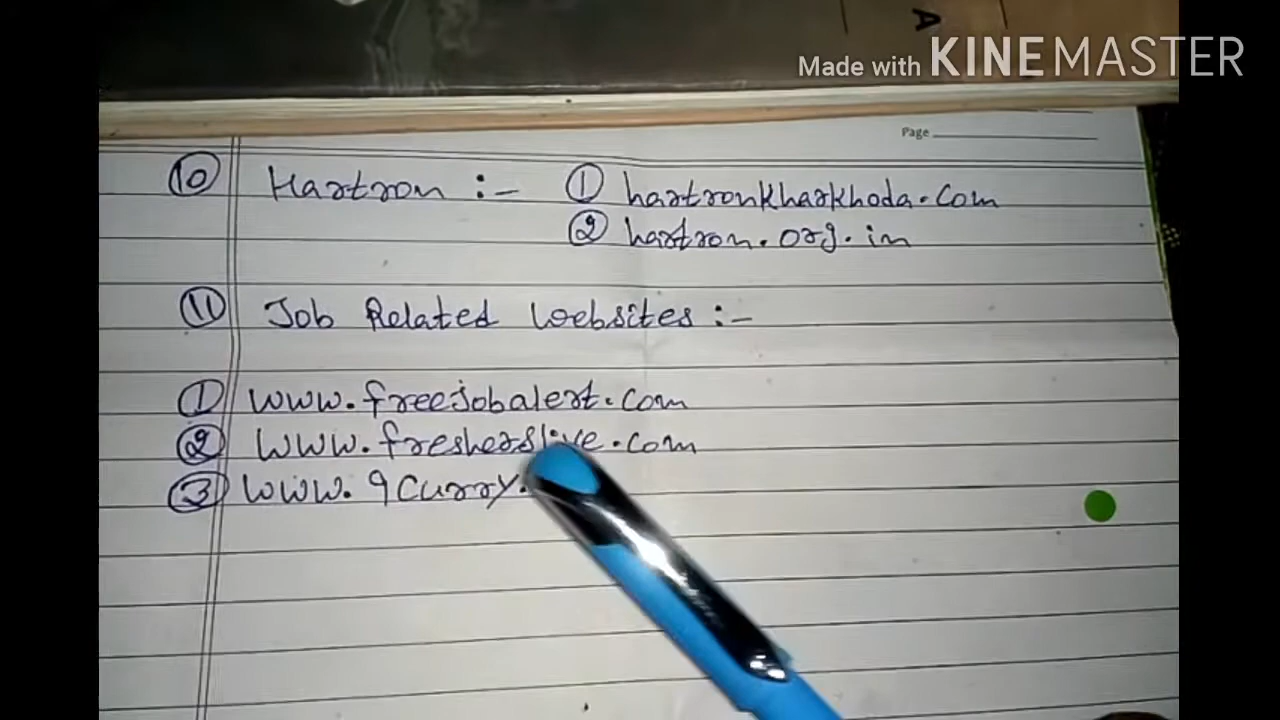 A
Made with KINEMASTER
Page
10 Hartron :- 1 hartronkharkhoda.com
2 hartron.org.in
11 Job Related Websites :-
1 www.freejobalert.com
2 www.fresherslive.com
3 www.9curry.